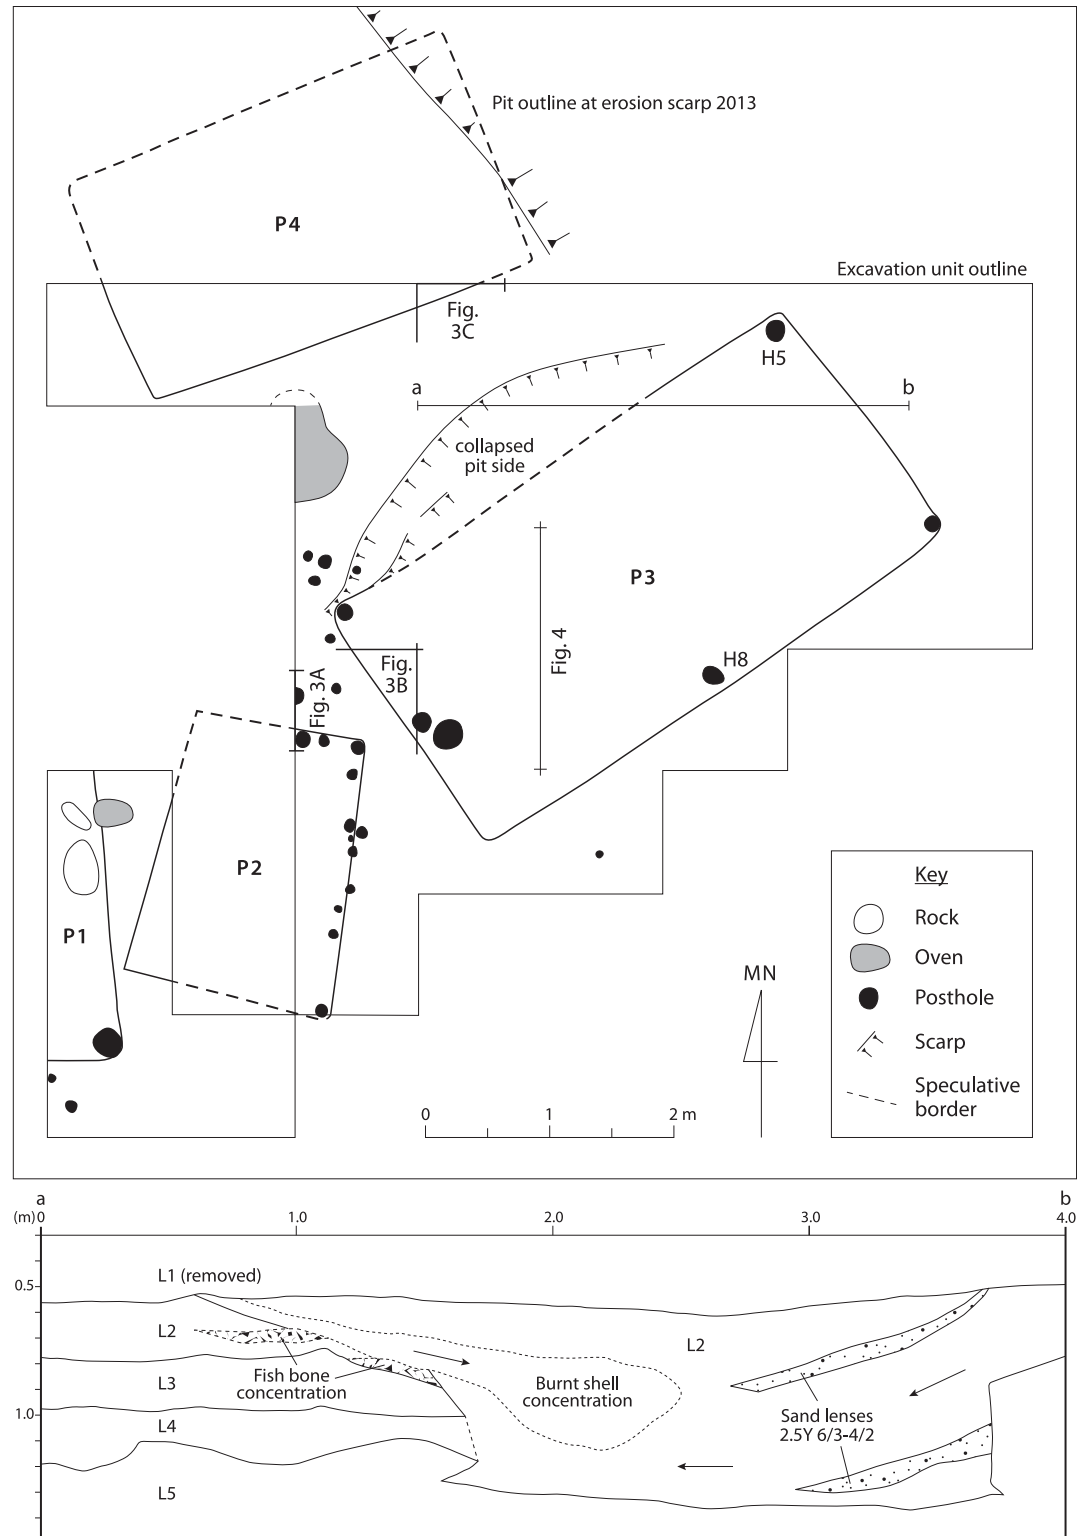 Pit outline at erosion scarp 2013
P4
Excavation unit outline
Fig.
3C
H5
a
b
collapsed
pit side
P3
Fig. 4
Fig.
3B
H8
Fig. 3A
P2
P1
Key
Rock
Oven
Posthole
Scarp
Speculative
border
MN
0
1
2 m
a
b
(m)0
1.0
2.0
3.0
4.0
0.5
L1 (removed)
L2
L2
Fish bone
concentration
L3
Burnt shell
concentration
1.0
L4
Sand lenses
2.5Y 6/3-4/2
L5